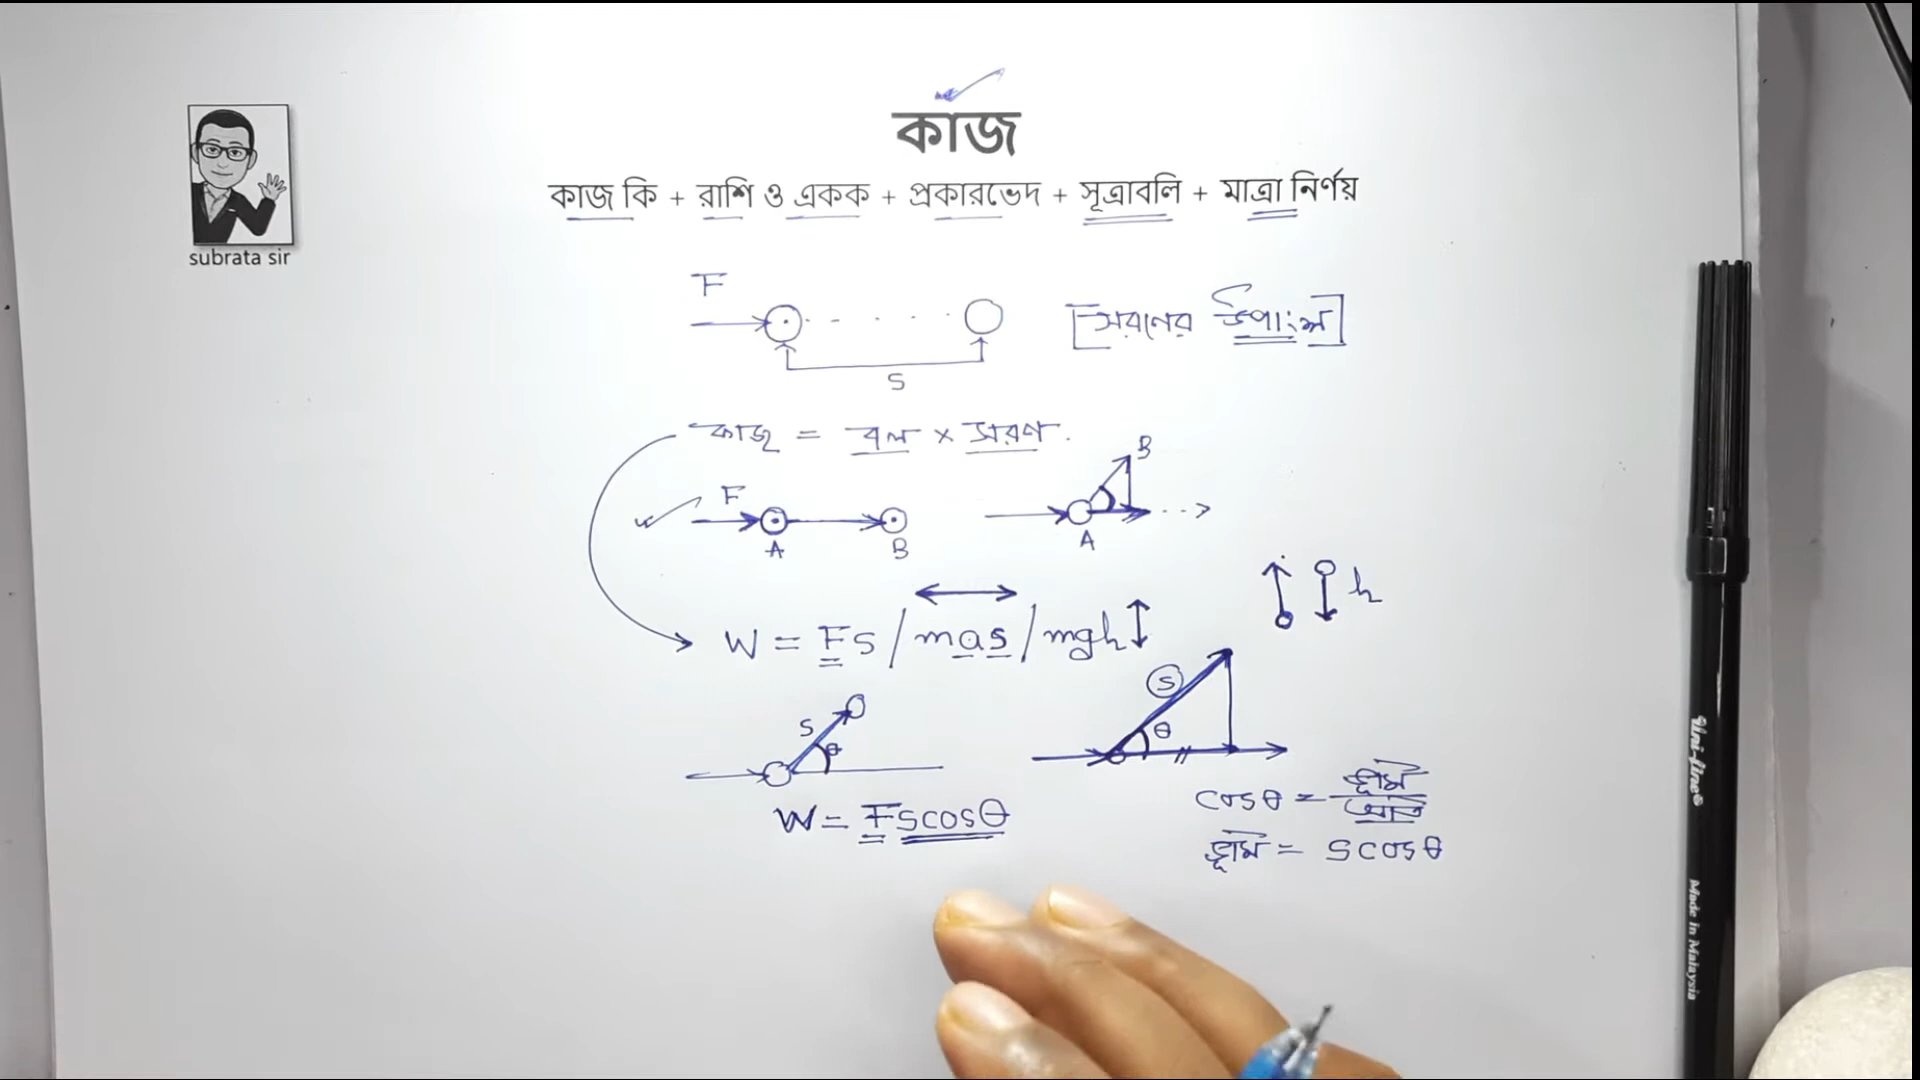 কাজ
কাজ কি + রাশি ও একক + প্রকারভেদ + সূত্রাবলি + মাত্রা নির্ণয়
subrata sir
F
[সরণের উপাংশ]
S
কাজ = বল × সরণ.
F
A
B
A
B
h
W = Fs / mas / mgh
S
θ
S
θ
W = Fscosθ
cosθ = ভূমি/অতি
ভূমি = scosθ
Uni-fine
Made in Malaysia